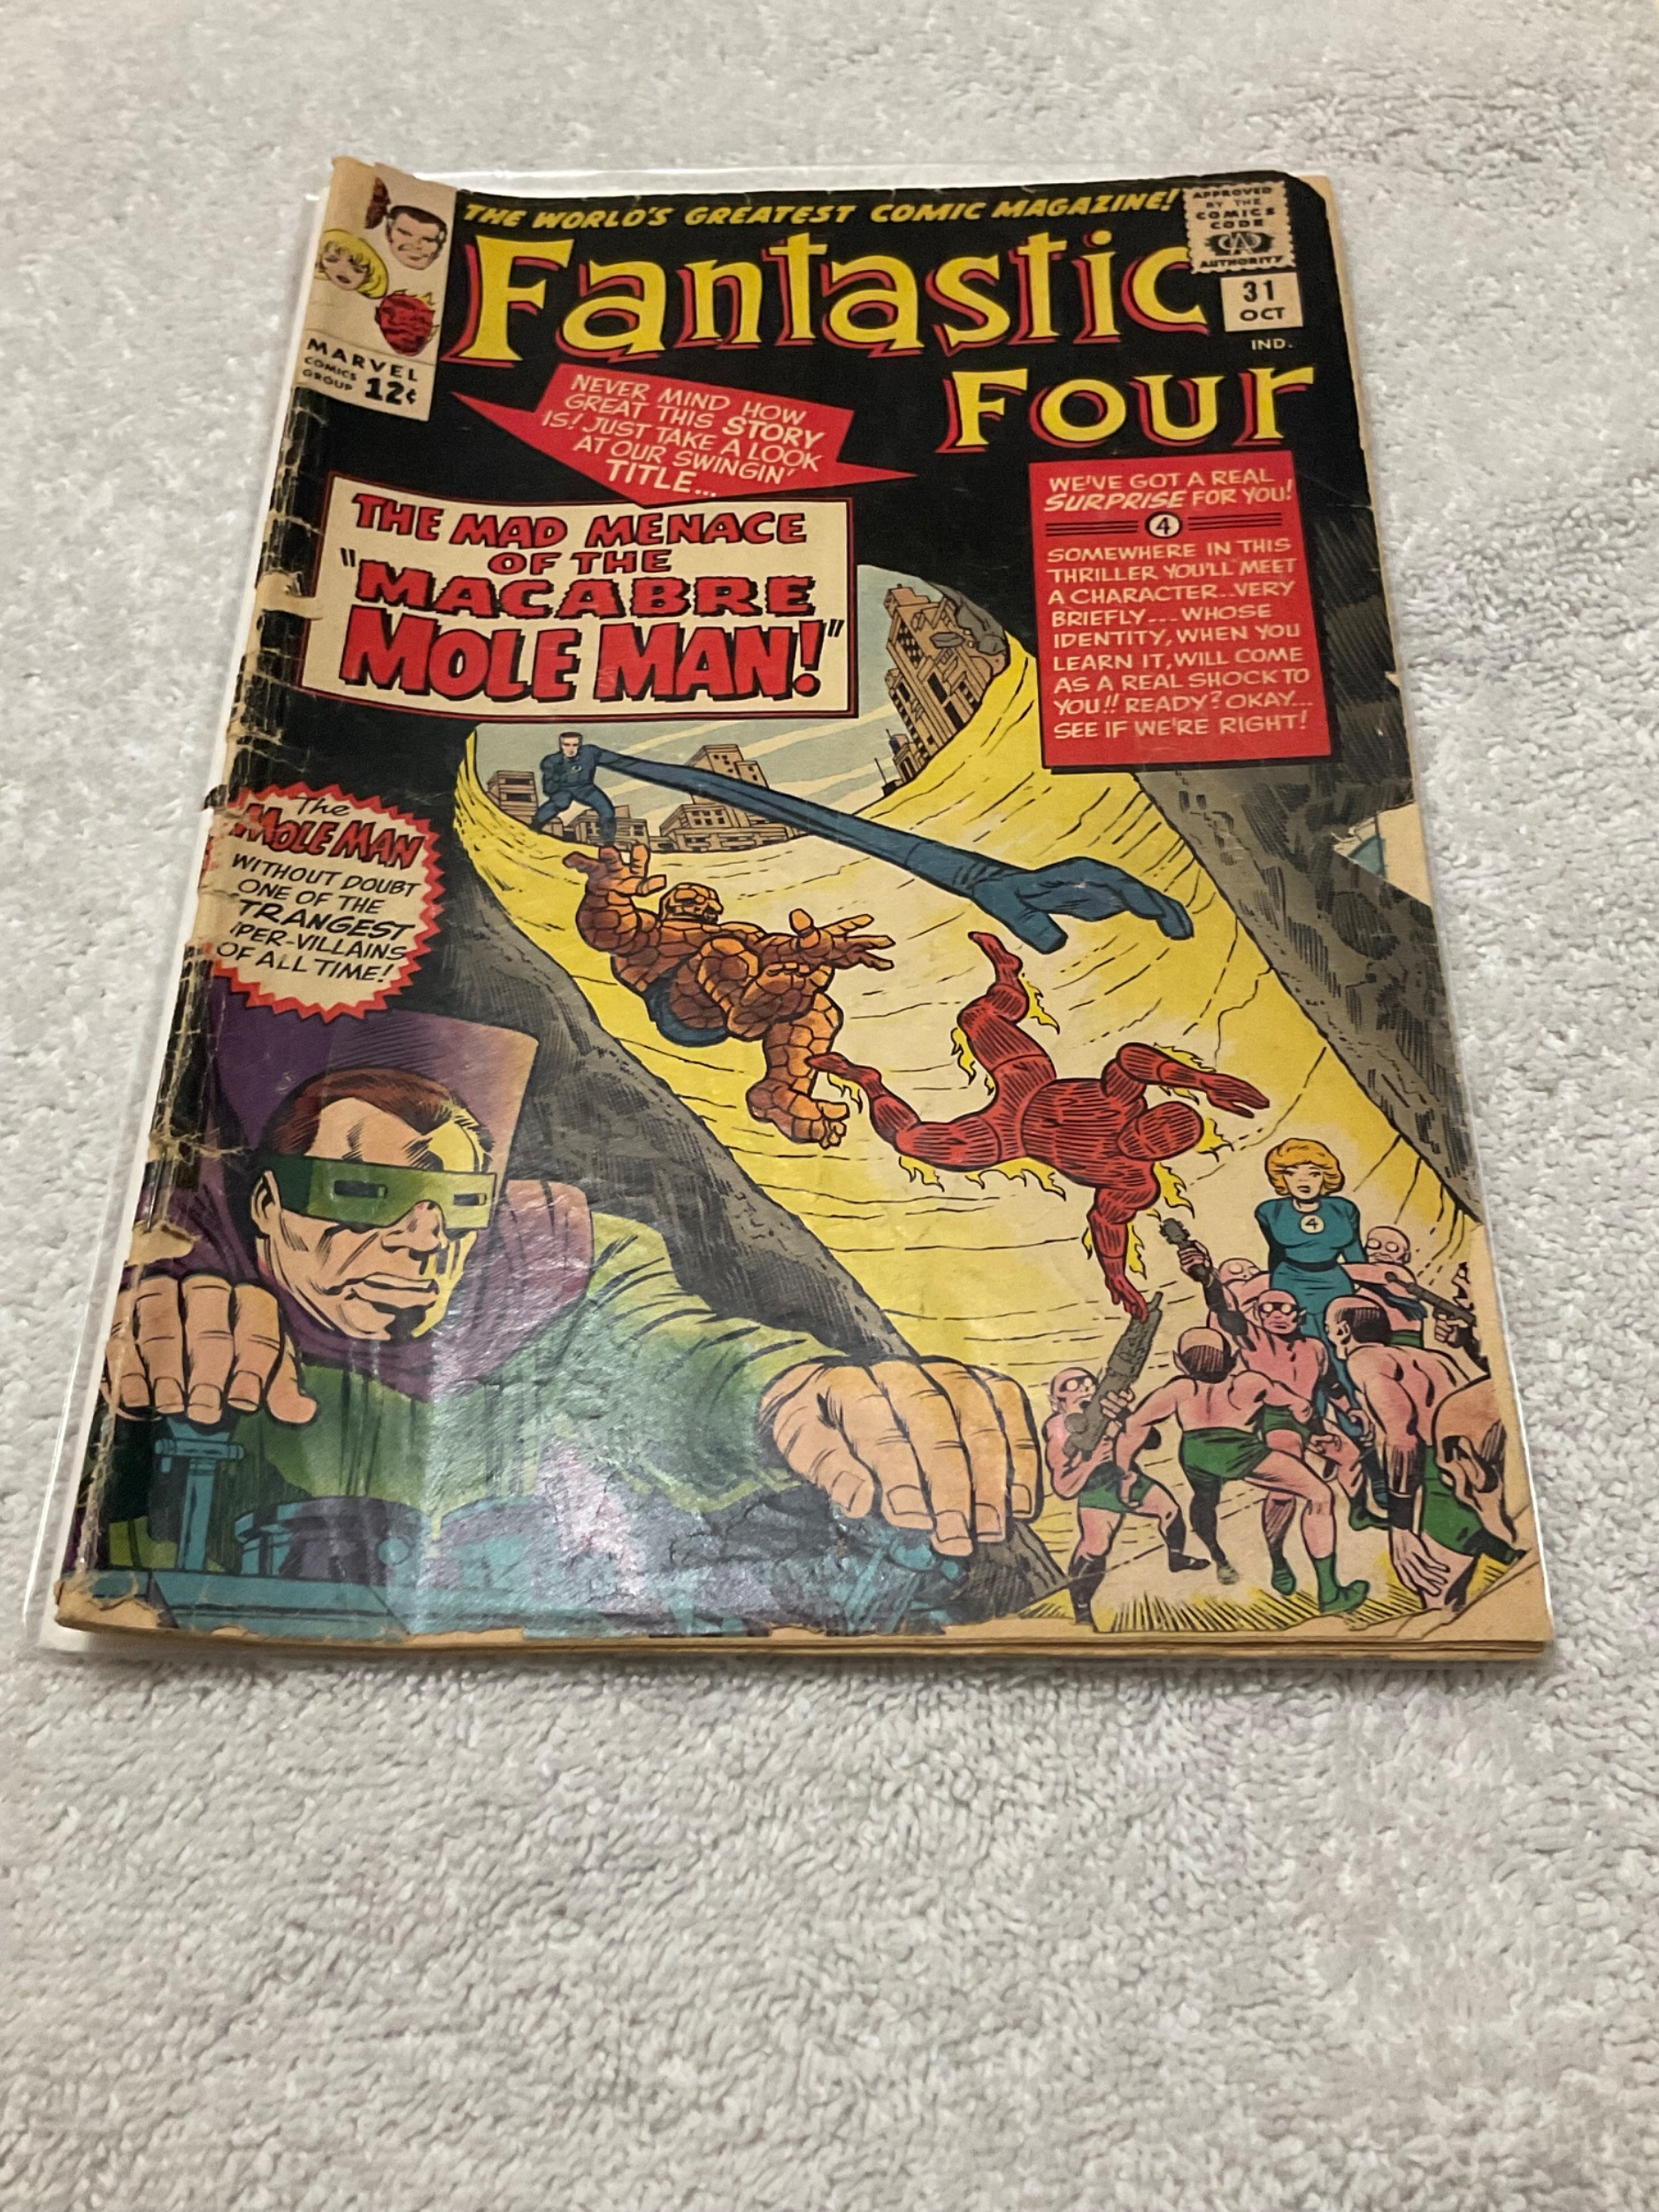 THE WORLD'S GREATEST COMIC MAGAZINE!
APPROVED
BY THE
COMICS
CODE
CA
AUTHORITY
Fantastic
Four
31
OCT
IND.
MARVEL
COMICS
GROUP 12¢
NEVER MIND HOW
GREAT THIS STORY
IS! JUST TAKE A LOOK
AT OUR SWINGIN'
TITLE...
THE MAD MENACE
OF THE
"MACABRE
MOLE MAN!"
WE'VE GOT A REAL
SURPRISE FOR YOU!
4
SOMEWHERE IN THIS
THRILLER YOU'LL MEET
A CHARACTER..VERY
BRIEFLY... WHOSE
IDENTITY, WHEN YOU
LEARN IT, WILL COME
AS A REAL SHOCK TO
YOU!! READY? OKAY...
SEE IF WE'RE RIGHT!
The
MOLE MAN
WITHOUT DOUBT
ONE OF THE
TRANGEST
PER-VILLAINS
OF ALL TIME!
4